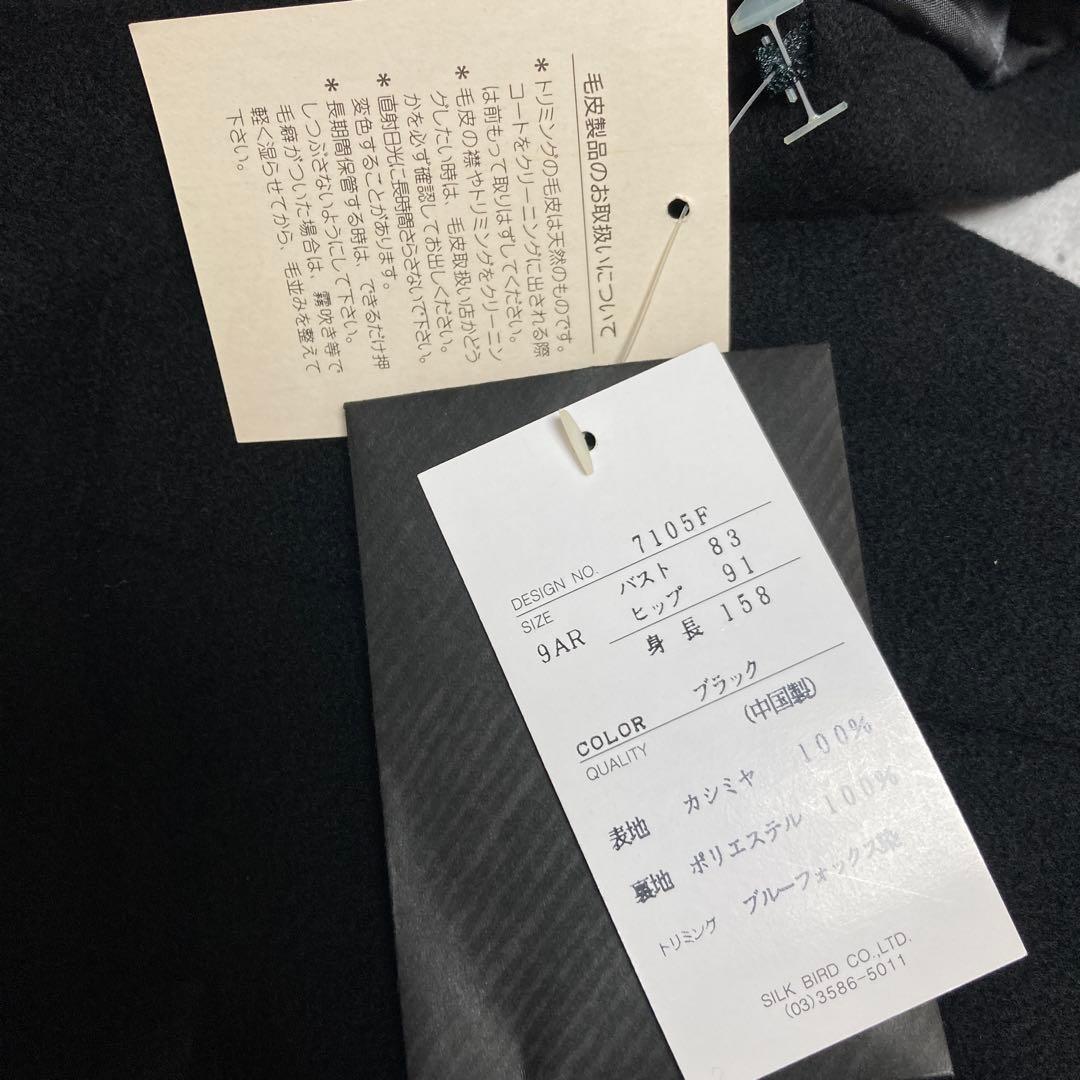 毛皮製品のお取扱いについて
*トリミングの毛皮は天然のものです。
コートをクリーニングに出される際
は前もって取りはずしてください。
*毛皮の襟やトリミングをクリーニン
グしたい時は、毛皮取扱い店かどう
かを必ず確認してお出しください。
*直射日光に長時間さらさないで下さい。
変色することがあります。
*長期間保管する時は、できるだけ押
しつぶさないようにして下さい。
毛癖がついた場合は、霧吹き等で
軽く湿らせてから、毛並みを整えて
下さい。
DESIGN NO. 7105F
SIZE バスト 83
9AR ヒップ 91
身長 158
COLOR ブラック
QUALITY (中国製)
表地 カシミヤ 100%
裏地 ポリエステル 100%
トリミング ブルーフォックス染
SILK BIRD CO.,LTD.
(03)3586-5011